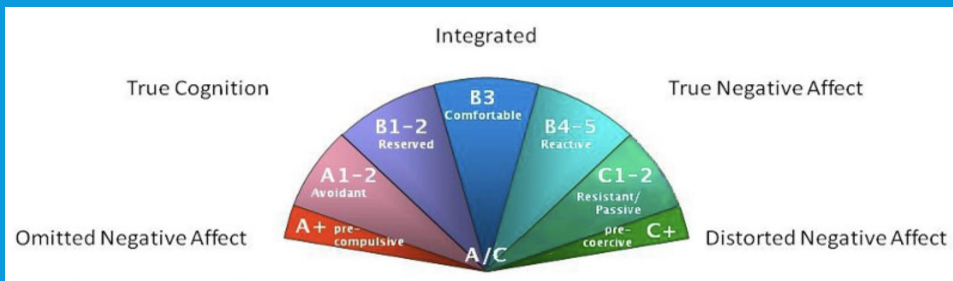 Integrated
True Cognition
True Negative Affect
B3
Comfortable
B1-2
Reserved
B4-5
Reactive
A1-2
Avoidant
C1-2
Resistant/
Passive
A+ pre-
compulsive
pre- C+
coercive
A/C
Omitted Negative Affect
Distorted Negative Affect